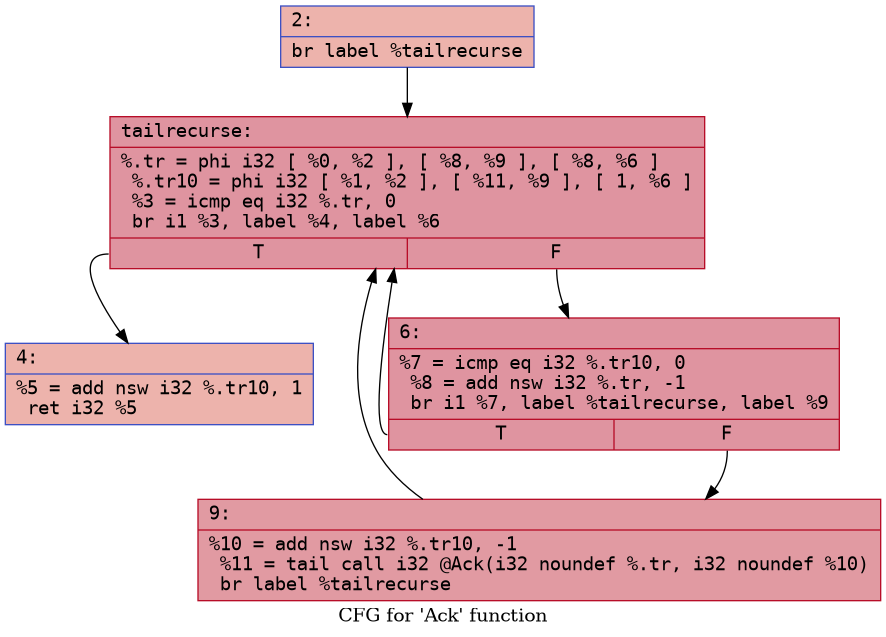 2:
br label %tailrecurse
tailrecurse:
%.tr = phi i32 [ %0, %2 ], [ %8, %9 ], [ %8, %6 ]
%.tr10 = phi i32 [ %1, %2 ], [ %11, %9 ], [ 1, %6 ]
%3 = icmp eq i32 %.tr, 0
br i1 %3, label %4, label %6
T F
4:
%5 = add nsw i32 %.tr10, 1
ret i32 %5
6:
%7 = icmp eq i32 %.tr10, 0
%8 = add nsw i32 %.tr, -1
br i1 %7, label %tailrecurse, label %9
T F
9:
%10 = add nsw i32 %.tr10, -1
%11 = tail call i32 @Ack(i32 noundef %.tr, i32 noundef %10)
br label %tailrecurse
CFG for 'Ack' function